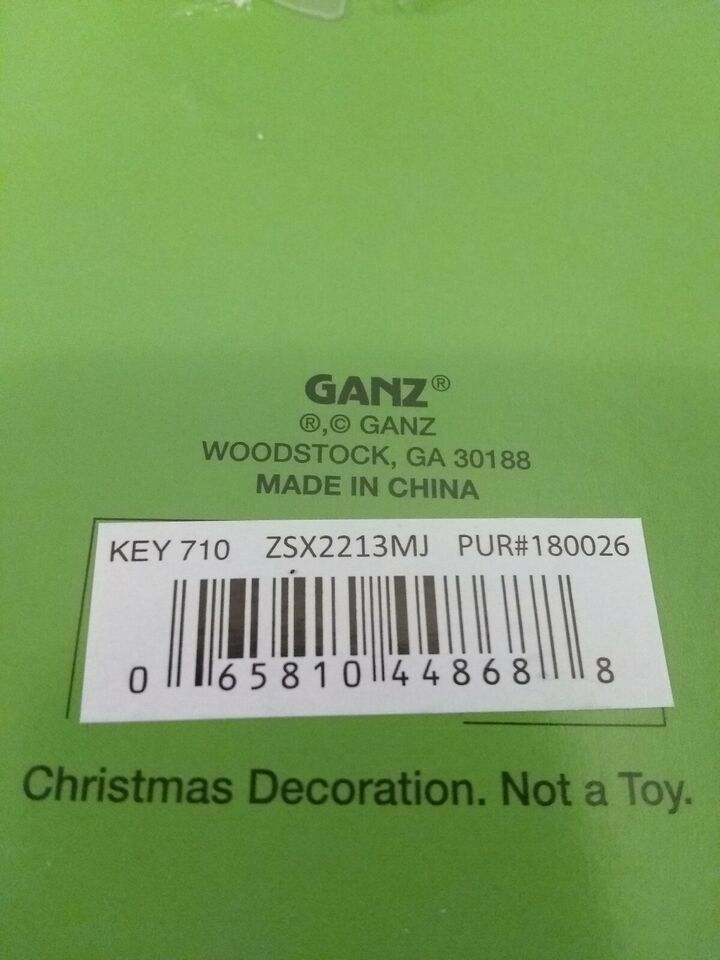 GANZ®
®,© GANZ
WOODSTOCK, GA 30188
MADE IN CHINA
KEY 710 ZSX2213MJ PUR#180026
0 65810 44868 8
Christmas Decoration. Not a Toy.